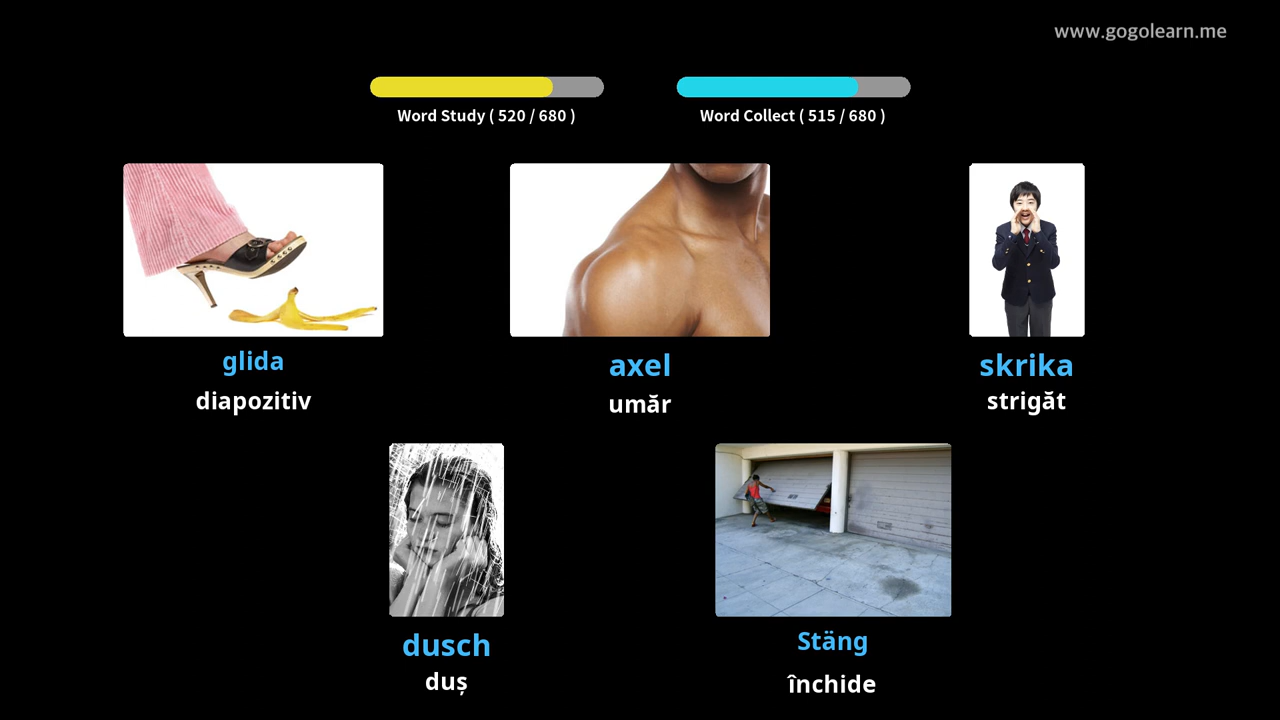 www.gogolearn.me
Word Study ( 520 / 680 )
Word Collect ( 515 / 680 )
glida
diapozitiv
axel
umăr
skrika
strigăt
dusch
duș
Stäng
închide